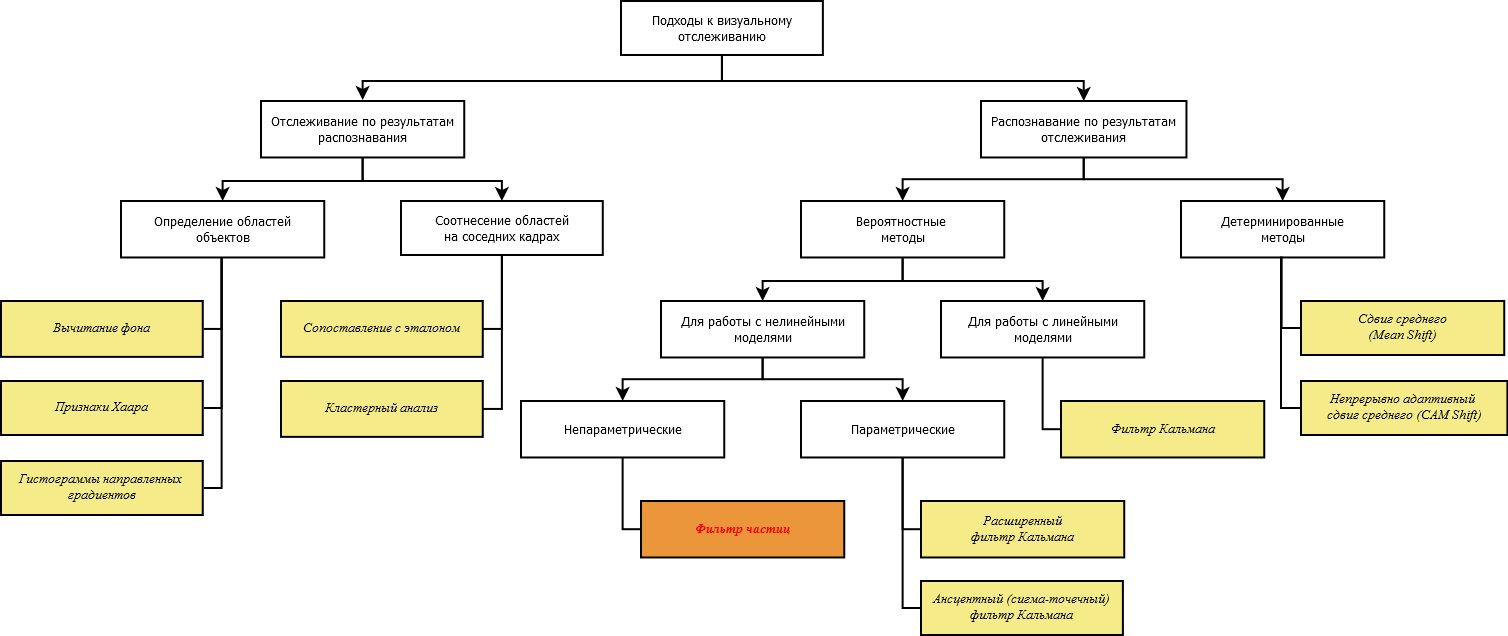 Подходы к визуальному
отслеживанию
Отслеживание по результатам
распознавания
Распознавание по результатам
отслеживания
Определение областей
объектов
Соотнесение областей
на соседних кадрах
Вероятностные
методы
Детерминированные
методы
Вычитание фона
Сопоставление с эталоном
Для работы с нелинейными
моделями
Для работы с линейными
моделями
Сдвиг среднего
(Mean Shift)
Признаки Хаара
Кластерный анализ
Непараметрические
Параметрические
Фильтр Кальмана
Непрерывно адаптивный
сдвиг среднего (CAM Shift)
Гистограммы направленных
градиентов
Фильтр частиц
Расширенный
фильтр Кальмана
Ансцентный (сигма-точечный)
фильтр Кальмана